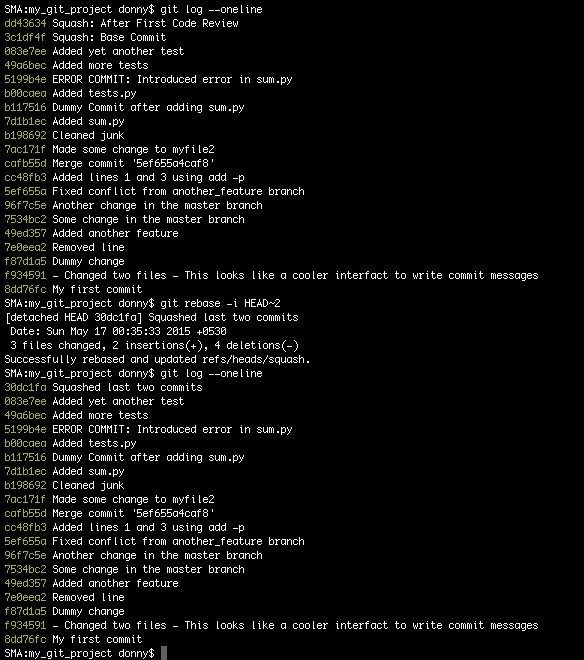 SMA:my_git_project donny$ git log --oneline
dd43634 Squash: After First Code Review
3c1df4f Squash: Base Commit
083e7ee Added yet another test
49a6bec Added more tests
5199b4e ERROR COMMIT: Introduced error in sum.py
b00caea Added tests.py
b117516 Dummy Commit after adding sum.py
7d1b1ec Added sum.py
b198692 Cleaned junk
7ac171f Made some change to myfile2
cafb55d Merge commit '5ef655a4caf8'
cc48fb3 Added lines 1 and 3 using add -p
5ef655a Fixed conflict from another_feature branch
96f7c5e Another change in the master branch
7534bc2 Some change in the master branch
49ed357 Added another feature
7e0eea2 Removed line
f87d1a5 Dummy change
f934591 - Changed two files - This looks like a cooler interfact to write commit messages
8dd76fc My first commit
SMA:my_git_project donny$ git rebase -i HEAD~2
[detached HEAD 30dc1fa] Squashed last two commits
 Date: Sun May 17 00:35:33 2015 +0530
 3 files changed, 2 insertions(+), 4 deletions(-)
Successfully rebased and updated refs/heads/squash.
SMA:my_git_project donny$ git log --oneline
30dc1fa Squashed last two commits
083e7ee Added yet another test
49a6bec Added more tests
5199b4e ERROR COMMIT: Introduced error in sum.py
b00caea Added tests.py
b117516 Dummy Commit after adding sum.py
7d1b1ec Added sum.py
b198692 Cleaned junk
7ac171f Made some change to myfile2
cafb55d Merge commit '5ef655a4caf8'
cc48fb3 Added lines 1 and 3 using add -p
5ef655a Fixed conflict from another_feature branch
96f7c5e Another change in the master branch
7534bc2 Some change in the master branch
49ed357 Added another feature
7e0eea2 Removed line
f87d1a5 Dummy change
f934591 - Changed two files - This looks like a cooler interfact to write commit messages
8dd76fc My first commit
SMA:my_git_project donny$